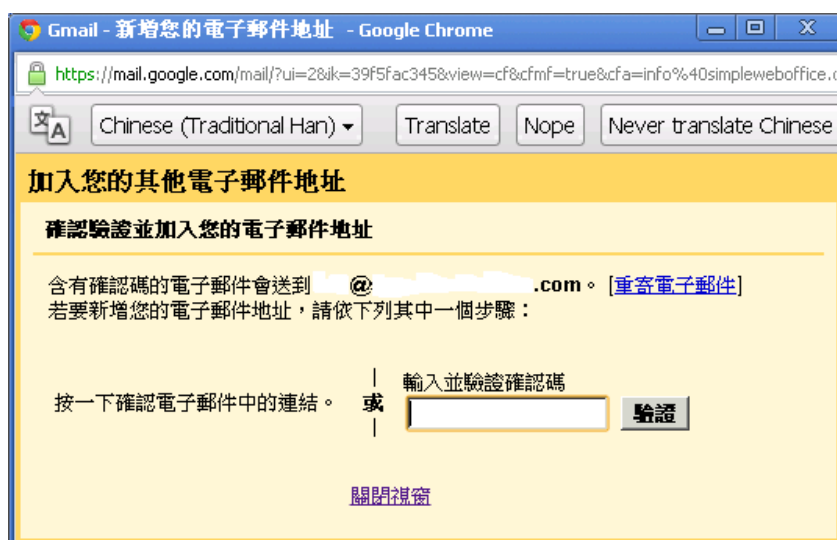 Gmail - 新增您的電子郵件地址 - Google Chrome
https://mail.google.com/mail/?ui=2&ik=39f5fac345&view=cf&cfmf=true&cfa=info%40simpleweboffice.c
Chinese (Traditional Han) Translate Nope Never translate Chinese
加入您的其他電子郵件地址
確認驗證並加入您的電子郵件地址
含有確認碼的電子郵件會送到 @ .com。 [重寄電子郵件]
若要新增您的電子郵件地址，請依下列其中一個步驟：
輸入並驗證確認碼
按一下確認電子郵件中的連結。 或 驗證
關閉視窗